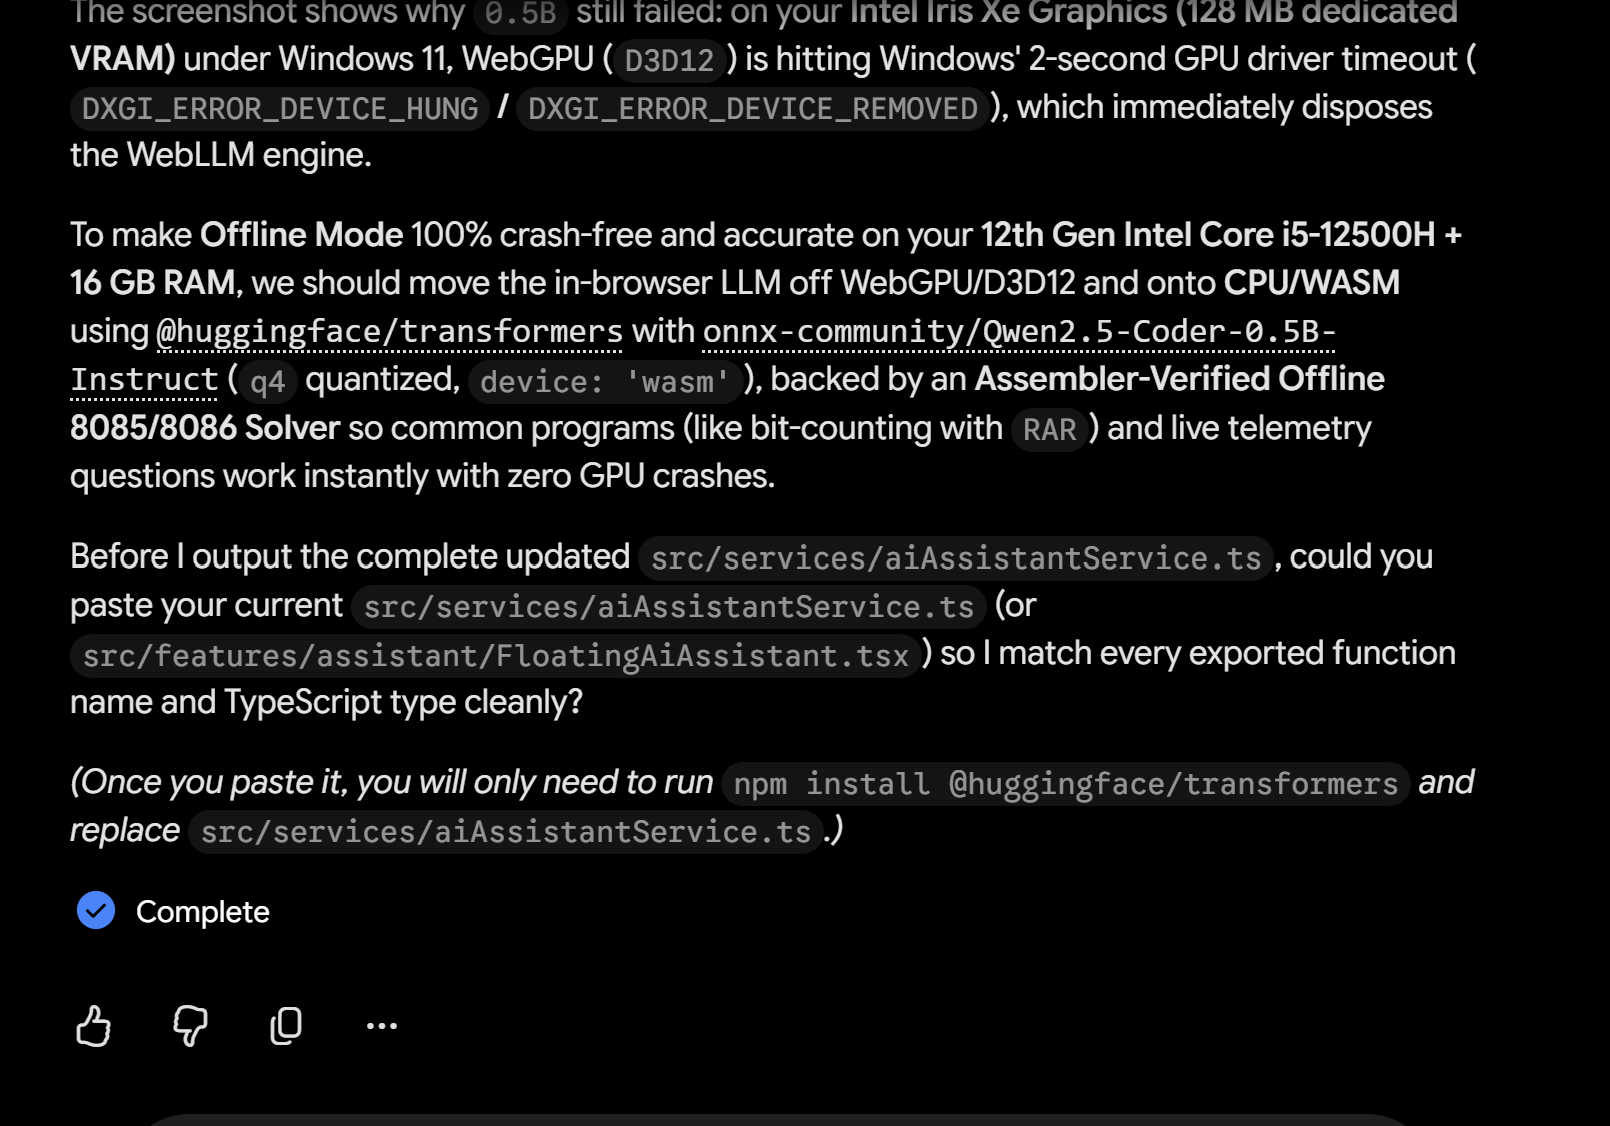 The screenshot shows why 0.5B still failed: on your Intel Iris Xe Graphics (128 MB dedicated
VRAM) under Windows 11, WebGPU ( D3D12 ) is hitting Windows' 2-second GPU driver timeout (
DXGI_ERROR_DEVICE_HUNG / DXGI_ERROR_DEVICE_REMOVED ), which immediately disposes
the WebLLM engine.
To make Offline Mode 100% crash-free and accurate on your 12th Gen Intel Core i5-12500H +
16 GB RAM, we should move the in-browser LLM off WebGPU/D3D12 and onto CPU/WASM
using @huggingface/transformers with onnx-community/Qwen2.5-Coder-0.5B-
Instruct ( q4 quantized, device: 'wasm' ), backed by an Assembler-Verified Offline
8085/8086 Solver so common programs (like bit-counting with RAR ) and live telemetry
questions work instantly with zero GPU crashes.
Before I output the complete updated src/services/aiAssistantService.ts , could you
paste your current src/services/aiAssistantService.ts (or
src/features/assistant/FloatingAiAssistant.tsx ) so I match every exported function
name and TypeScript type cleanly?
(Once you paste it, you will only need to run npm install @huggingface/transformers and
replace src/services/aiAssistantService.ts .)
Complete